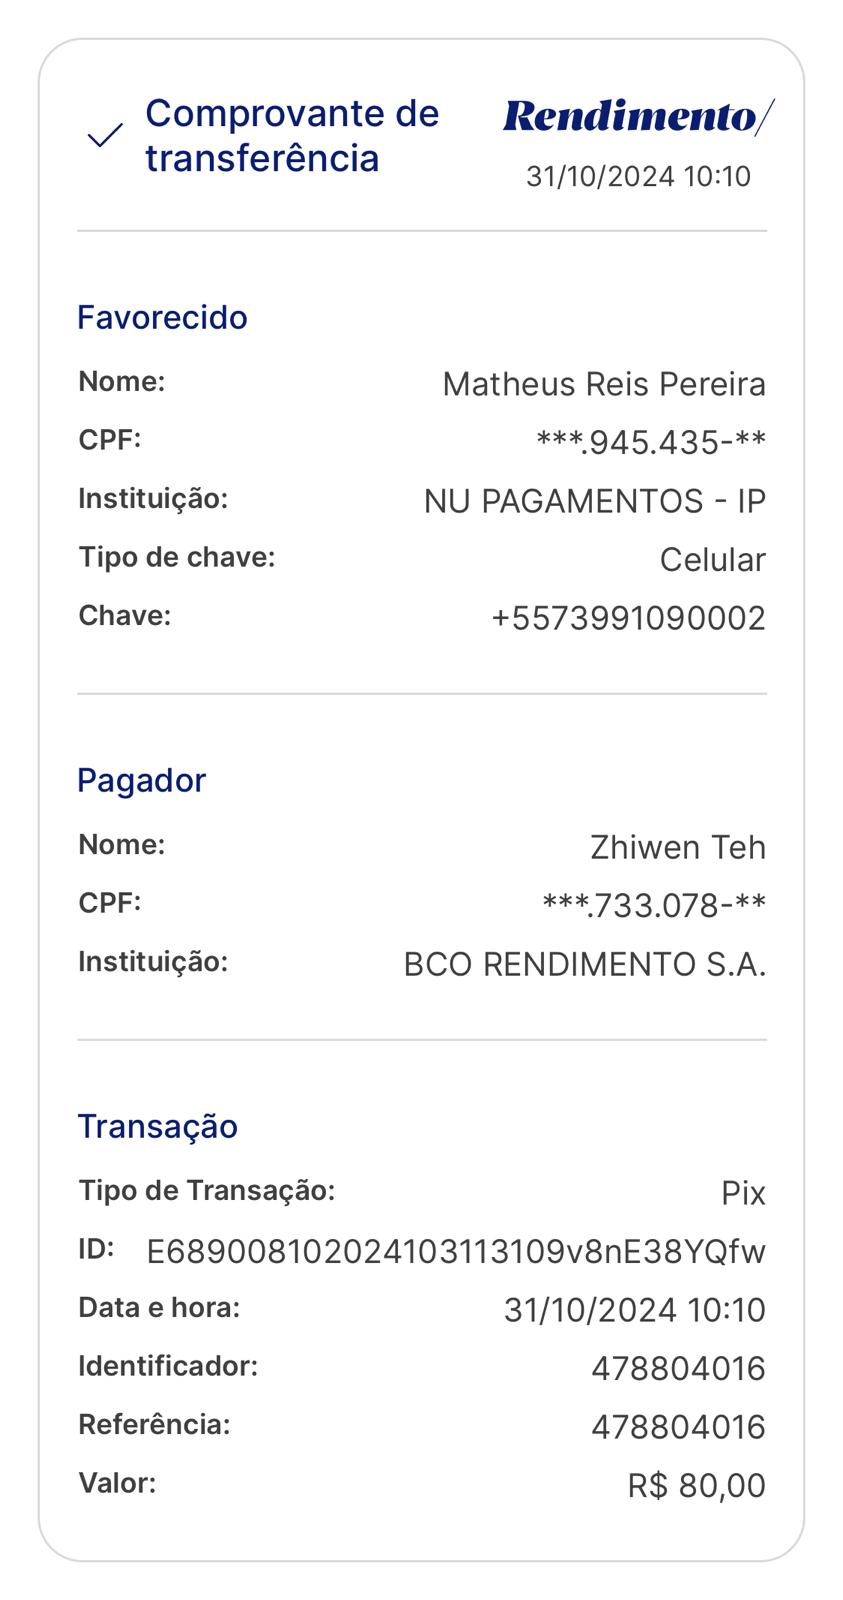 Comprovante de
transferência
Rendimento/
31/10/2024 10:10
Favorecido
Nome: Matheus Reis Pereira
CPF: ***.945.435-**
Instituição: NU PAGAMENTOS - IP
Tipo de chave: Celular
Chave: +5573991090002
Pagador
Nome: Zhiwen Teh
CPF: ***.733.078-**
Instituição: BCO RENDIMENTO S.A.
Transação
Tipo de Transação: Pix
ID: E68900810202410311​3109v8nE38YQfw
Data e hora: 31/10/2024 10:10
Identificador: 478804016
Referência: 478804016
Valor: R$ 80,00